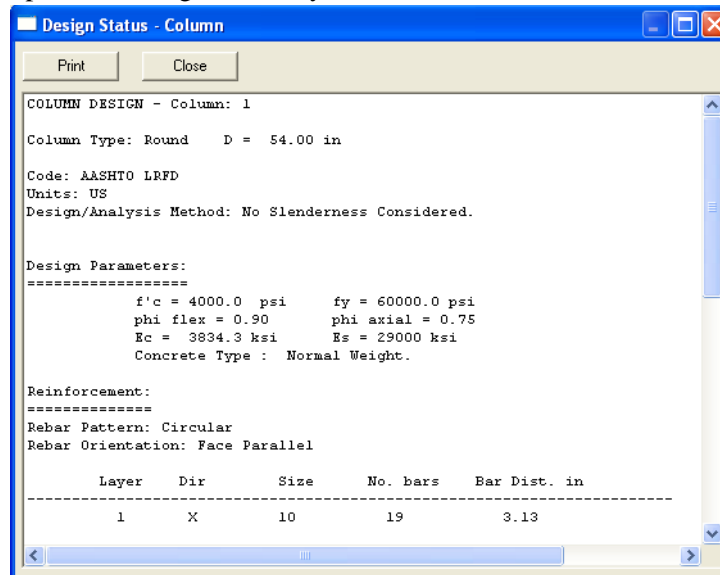 Design Status - Column
Print Close
COLUMN DESIGN - Column: 1
Column Type: Round D = 54.00 in
Code: AASHTO LRFD
Units: US
Design/Analysis Method: No Slenderness Considered.
Design Parameters:
==================
f'c = 4000.0 psi fy = 60000.0 psi
phi flex = 0.90 phi axial = 0.75
Ec = 3834.3 ksi Es = 29000 ksi
Concrete Type : Normal Weight.
Reinforcement:
==============
Rebar Pattern: Circular
Rebar Orientation: Face Parallel
Layer Dir Size No. bars Bar Dist. in
-----------------------------------------------------------------------
1 X 10 19 3.13